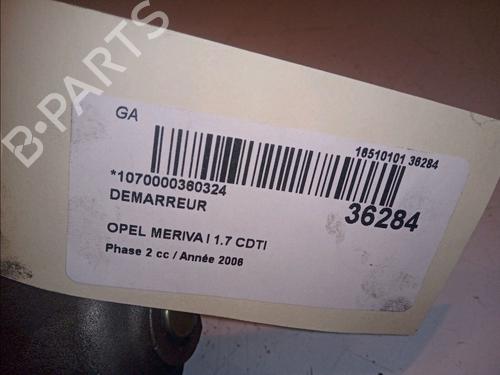 B-PARTS
GA
16510101 36284
*1070000360324
DEMARREUR
36284
OPEL MERIVA I 1.7 CDTI
Phase 2 cc / Année 2006